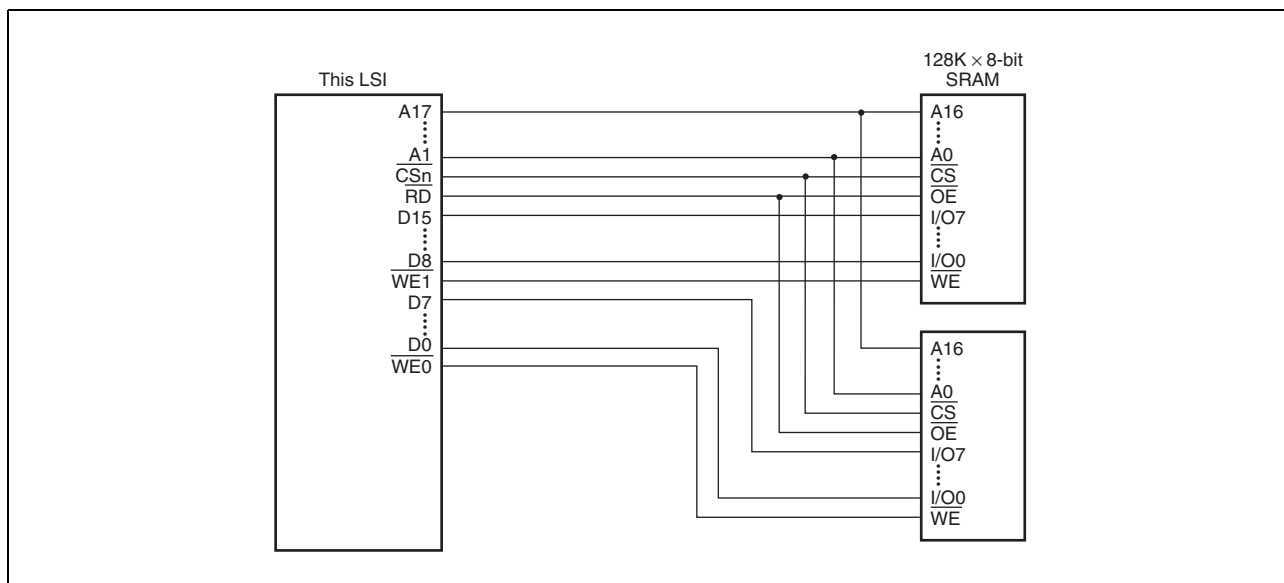 This LSI
A17
A1
CSn
RD
D15
D8
WE1
D7
D0
WE0
128K × 8-bit
SRAM
A16
A0
CS
OE
I/O7
I/O0
WE
A16
A0
CS
OE
I/O7
I/O0
WE